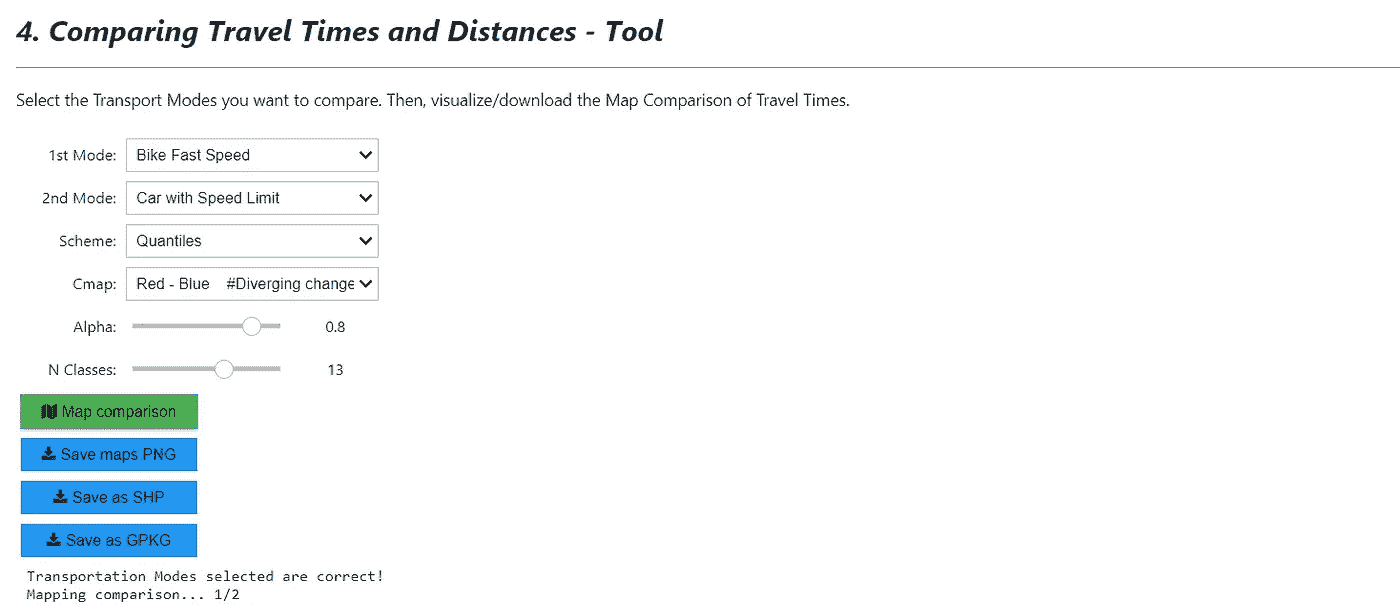 4. Comparing Travel Times and Distances - Tool
Select the Transport Modes you want to compare. Then, visualize/download the Map Comparison of Travel Times.
1st Mode: Bike Fast Speed
2nd Mode: Car with Speed Limit
Scheme: Quantiles
Cmap: Red - Blue #Diverging change
Alpha: 0.8
N Classes: 13
Map comparison
Save maps PNG
Save as SHP
Save as GPKG
Transportation Modes selected are correct!
Mapping comparison... 1/2